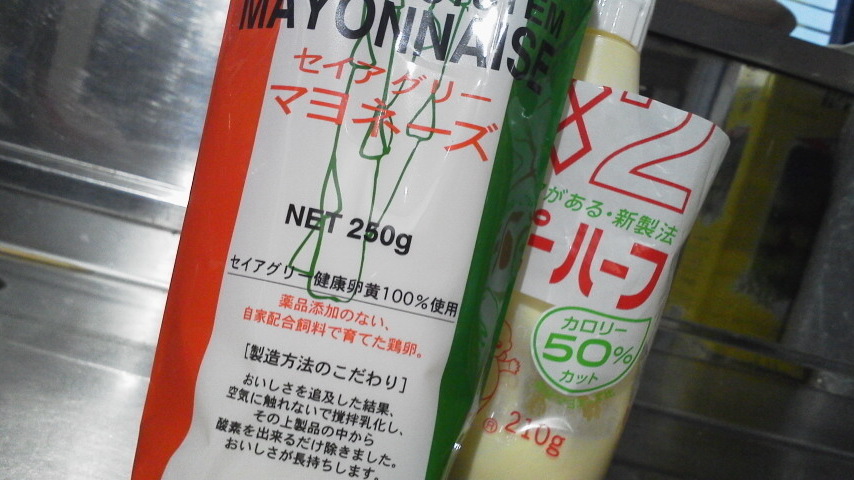 MAYONNAISE
セイアグリー
マヨネーズ
NET 250g
セイアグリー健康卵黄100%使用
薬品添加のない、
自家配合飼料で育てた鶏卵。
[製造方法のこだわり]
おいしさを追及した結果、
空気に触れないで撹拌乳化し、
その上製品の中から
酸素を出来るだけ除きました。
おいしさが長持ちします。
がある・新製法
ーハーフ
カロリー
50%
カット
® 210g